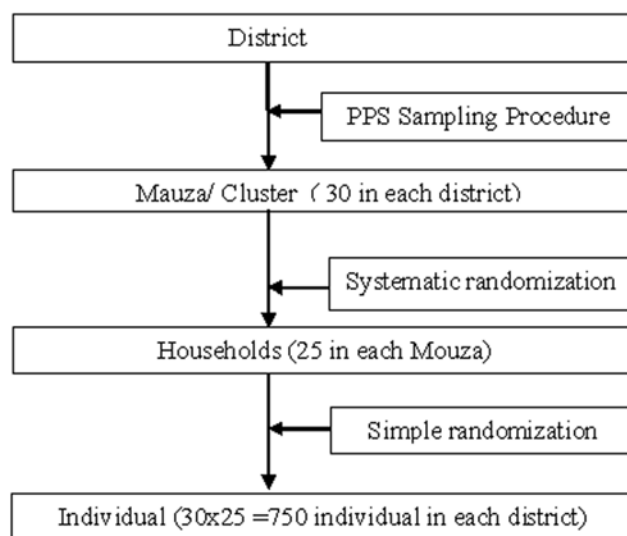 District
PPS Sampling Procedure
Mauza/ Cluster ( 30 in each district)
Systematic randomization
Households (25 in each Mouza)
Simple randomization
Individual (30x25 =750 individual in each district)